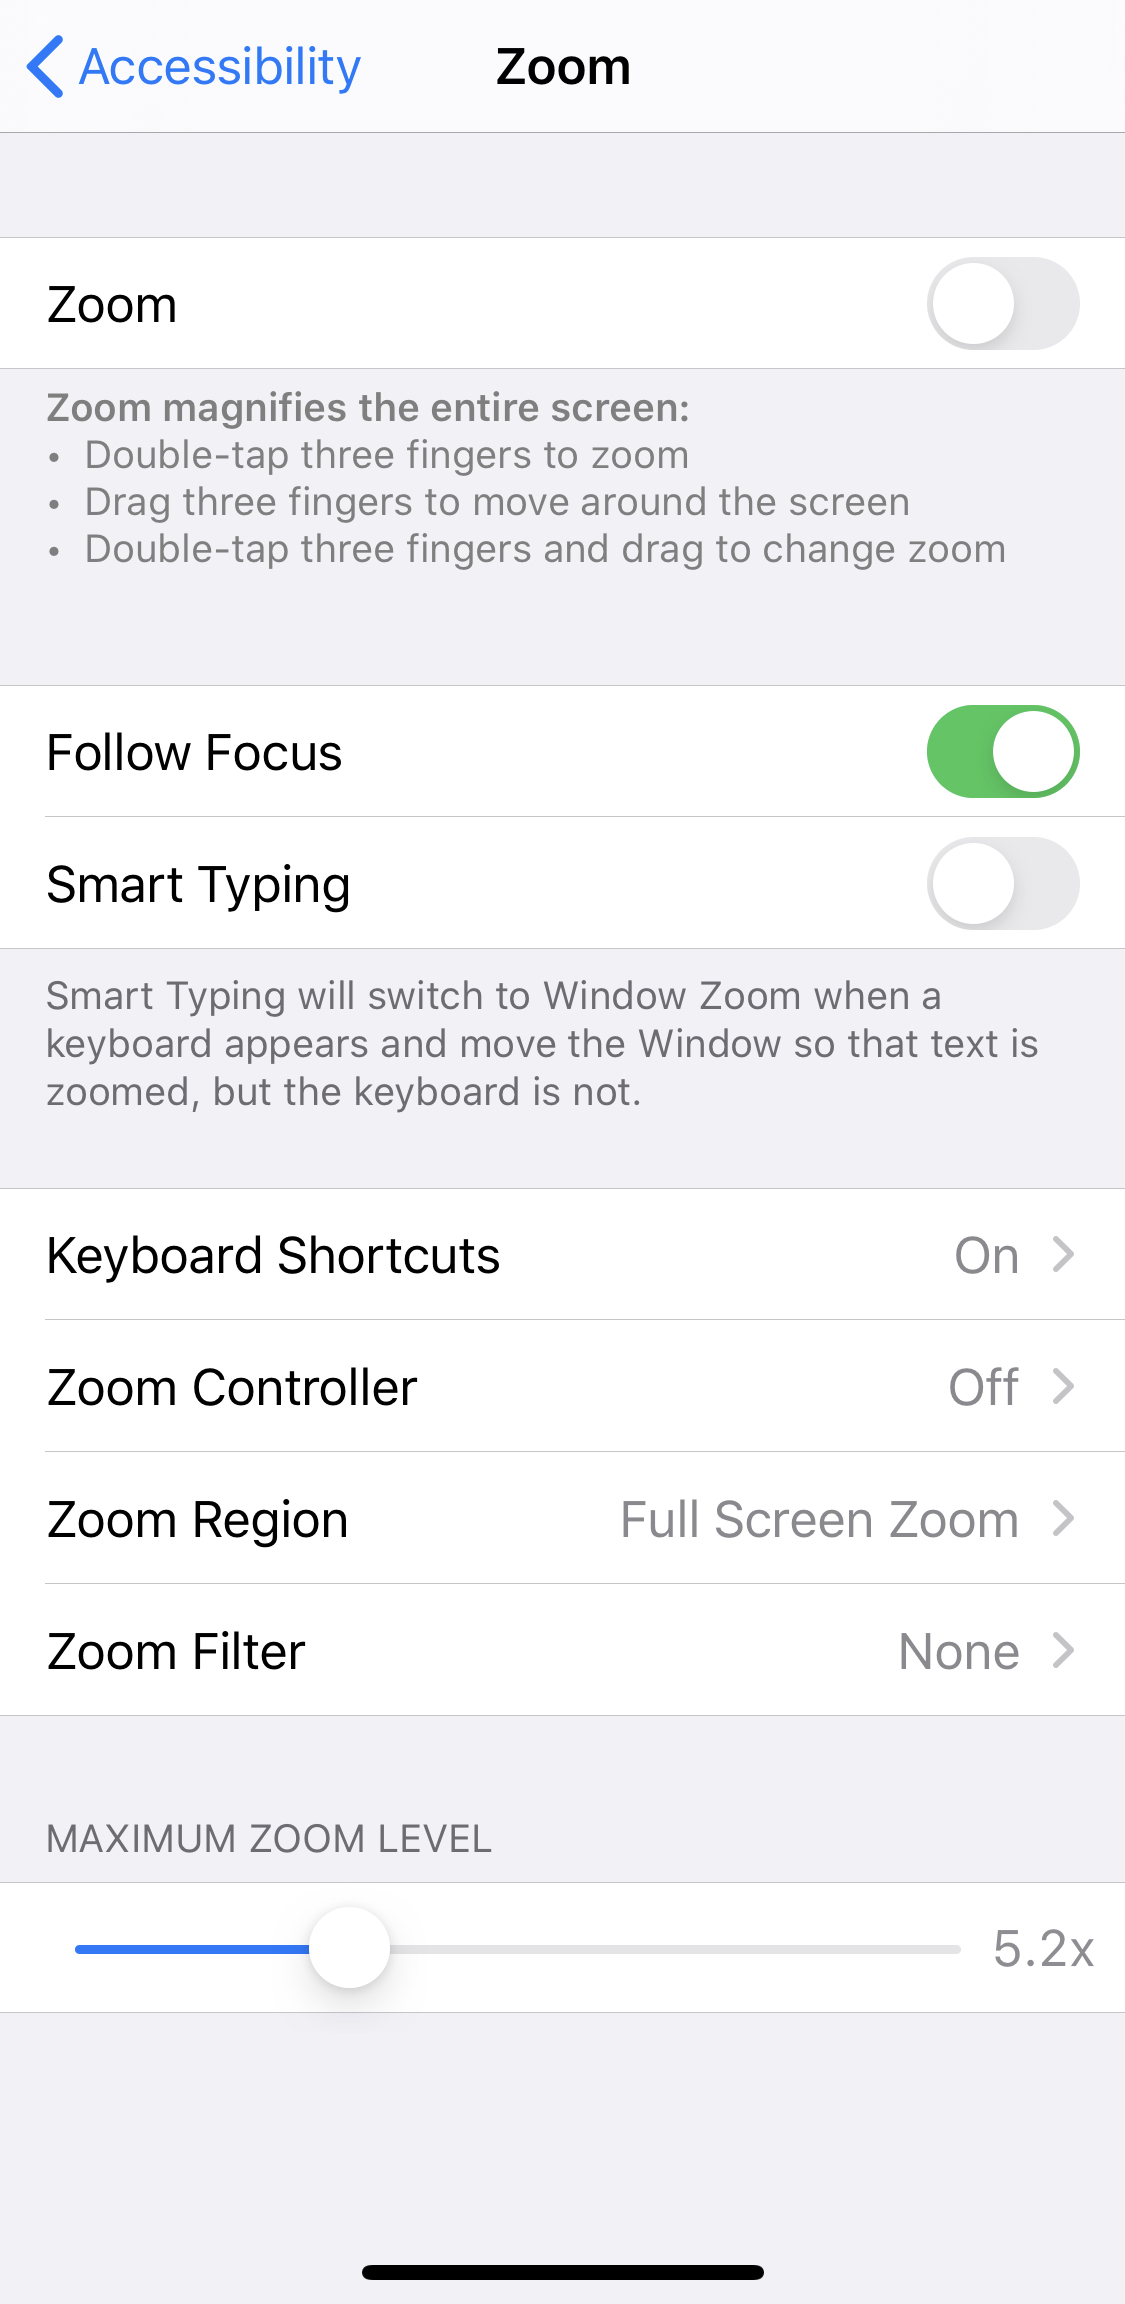 Accessibility Zoom
Zoom
Zoom magnifies the entire screen:
• Double-tap three fingers to zoom
• Drag three fingers to move around the screen
• Double-tap three fingers and drag to change zoom
Follow Focus
Smart Typing
Smart Typing will switch to Window Zoom when a
keyboard appears and move the Window so that text is
zoomed, but the keyboard is not.
Keyboard Shortcuts On
Zoom Controller Off
Zoom Region Full Screen Zoom
Zoom Filter None
MAXIMUM ZOOM LEVEL
5.2x